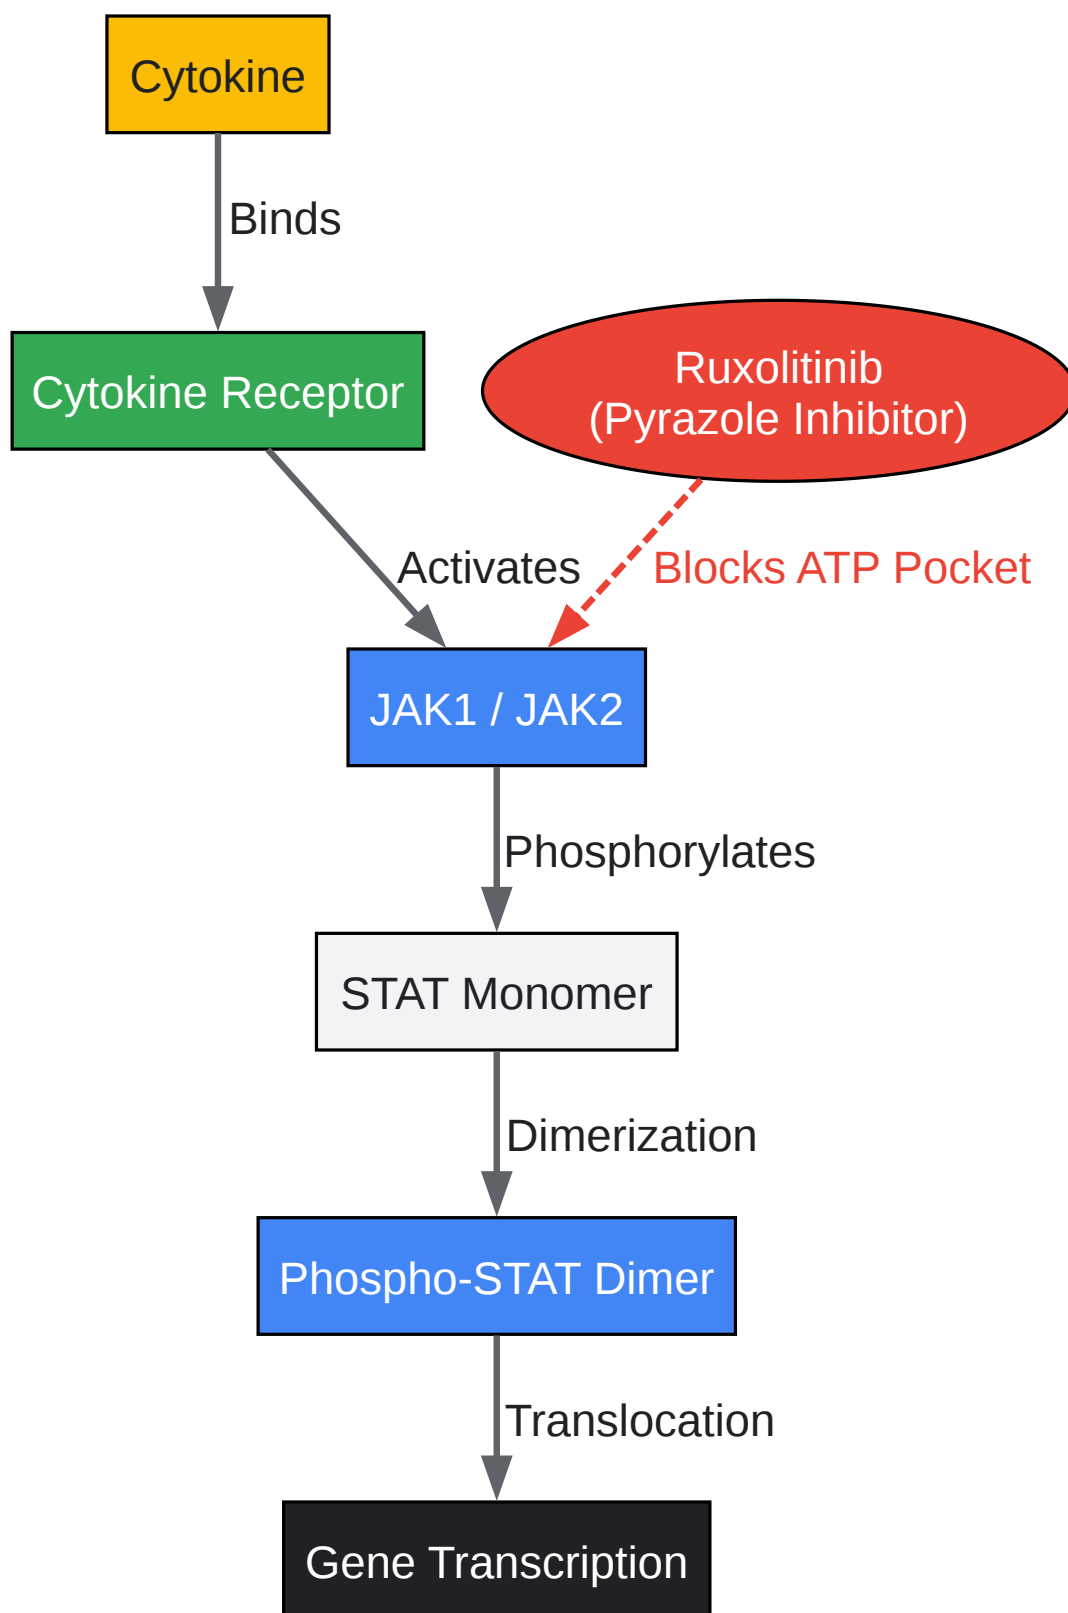 Cytokine
Binds
Cytokine Receptor
Ruxolitinib
(Pyrazole Inhibitor)
Activates
Blocks ATP Pocket
JAK1 / JAK2
Phosphorylates
STAT Monomer
Dimerization
Phospho-STAT Dimer
Translocation
Gene Transcription